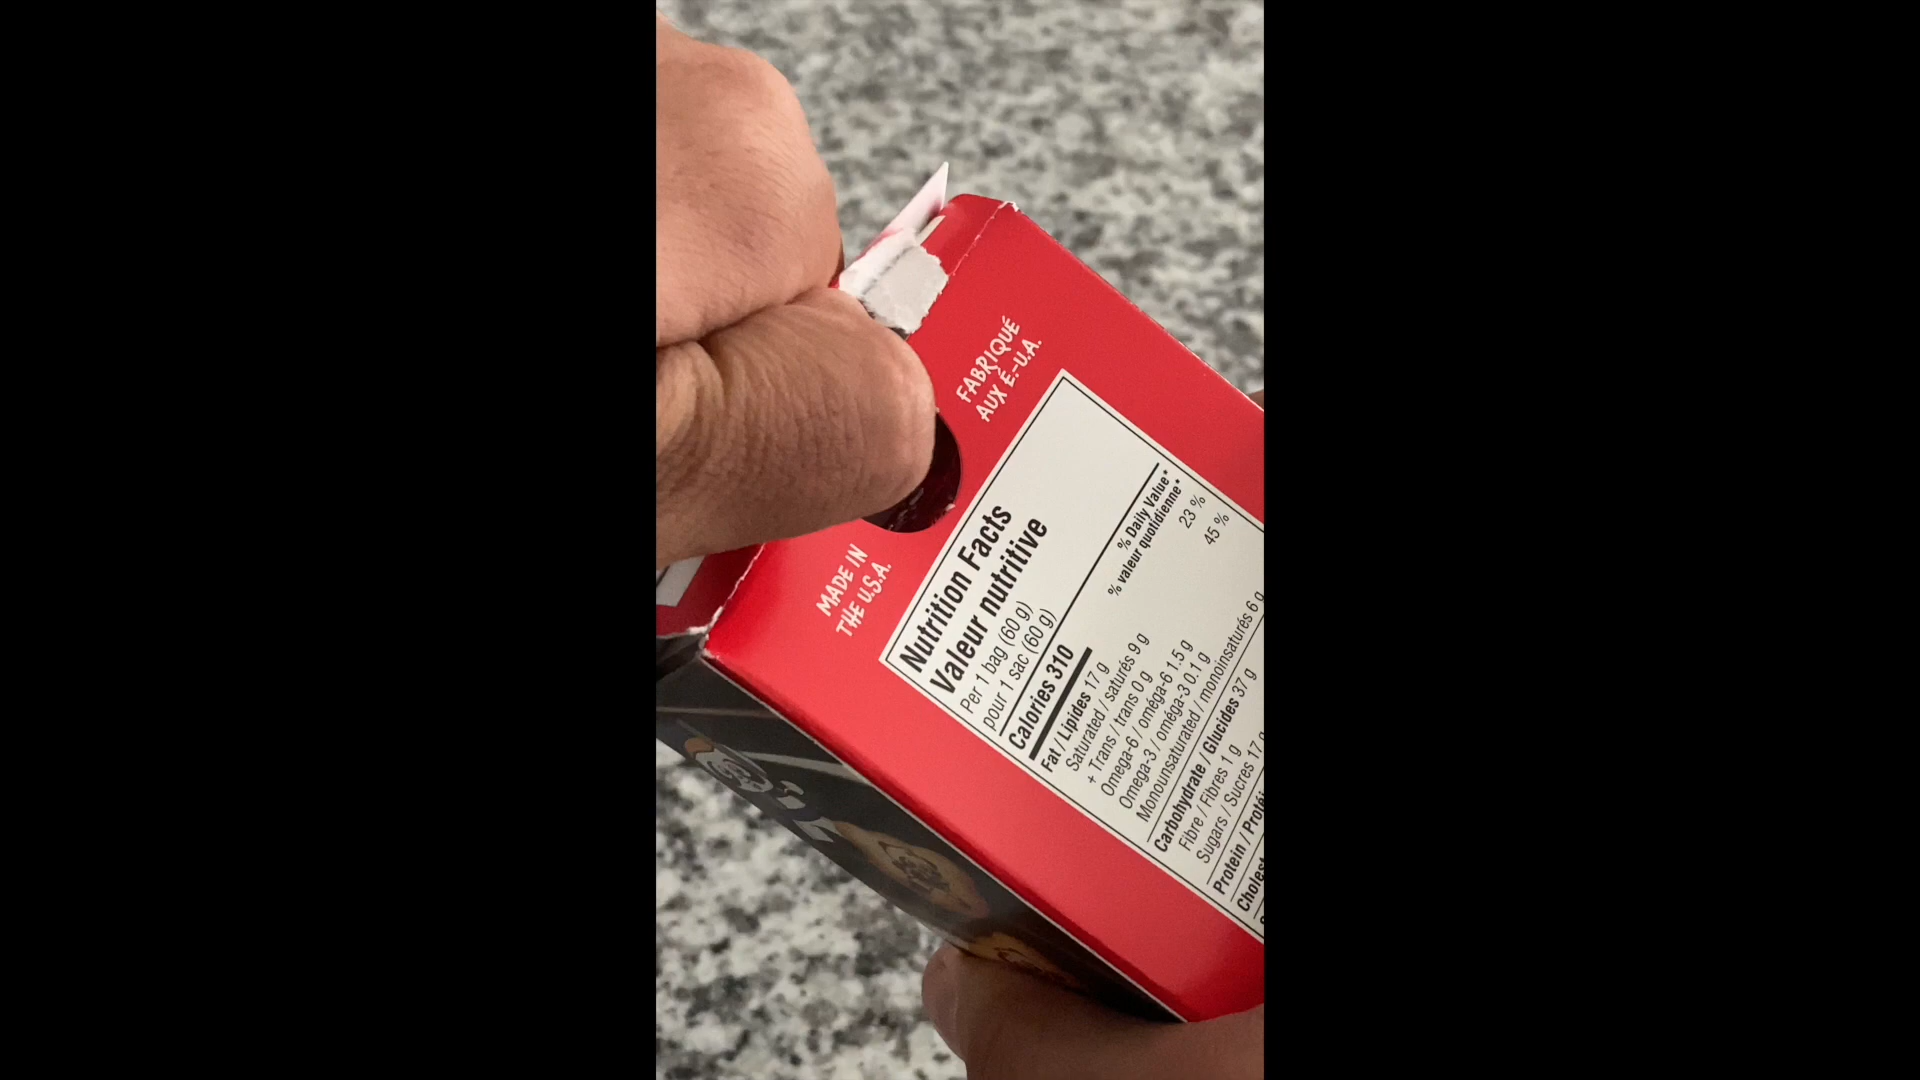 MADE IN
THE U.S.A.
FABRIQUÉ
AUX É.-U.A.
Nutrition Facts
Valeur nutritive
Per 1 bag (60 g)
pour 1 sac (60 g)
Calories 310
% Daily Value*
% valeur quotidienne*
Fat / Lipides 17 g 23 %
Saturated / saturés 9 g 45 %
+ Trans / trans 0 g
Omega-6 / oméga-6 1.5 g
Omega-3 / oméga-3 0.1 g
Monounsaturated / monoinsaturés 6 g
Carbohydrate / Glucides 37 g
Fibre / Fibres 1 g
Sugars / Sucres 17 g
Protein / Protéi
Cholest